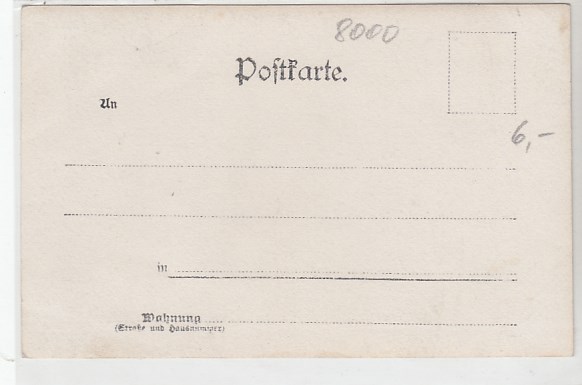 8000
Postkarte.
An
6,-
in
Wohnung
(Straße und Hausnummer)